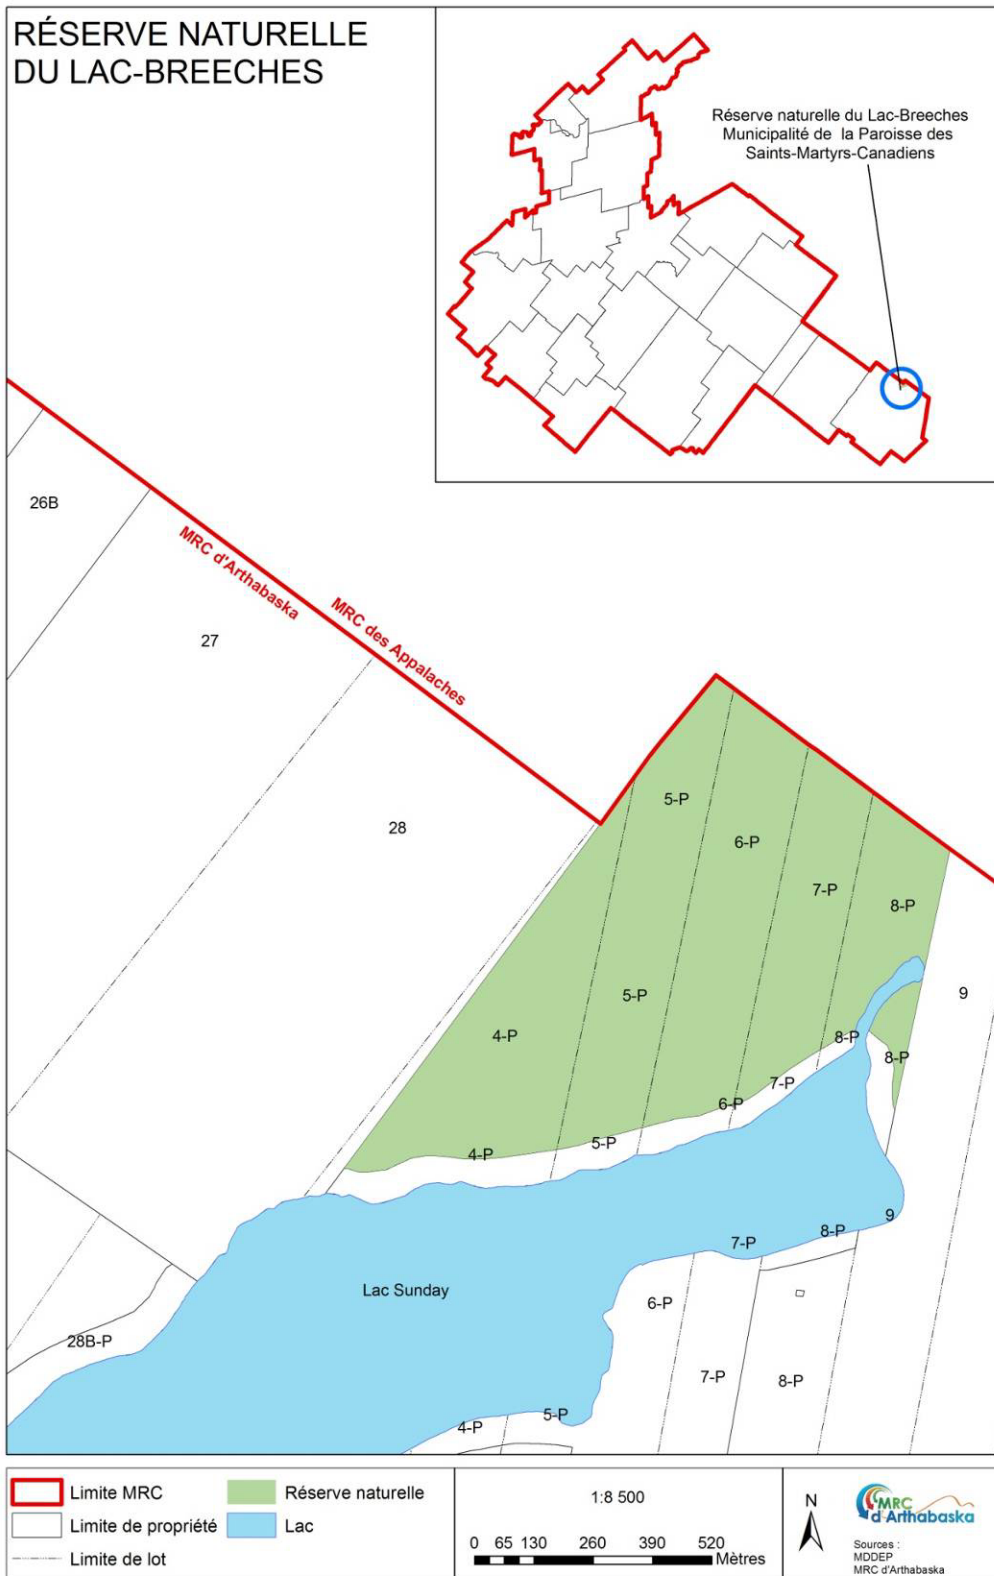 RÉSERVE NATURELLE
DU LAC-BREECHES
Réserve naturelle du Lac-Breeches
Municipalité de la Paroisse des
Saints-Martyrs-Canadiens
26B
MRC d'Arthabaska
MRC des Appalaches
27
28
5-P
6-P
7-P
8-P
9
5-P
4-P
8-P
8-P
7-P
6-P
5-P
4-P
9
8-P
7-P
Lac Sunday
6-P
28B-P
7-P
8-P
5-P
4-P
Limite MRC
Réserve naturelle
Limite de propriété
Lac
Limite de lot
1:8 500
0 65 130 260 390 520
Mètres
N
MRC
d'Arthabaska
Sources :
MDDEP
MRC d'Arthabaska